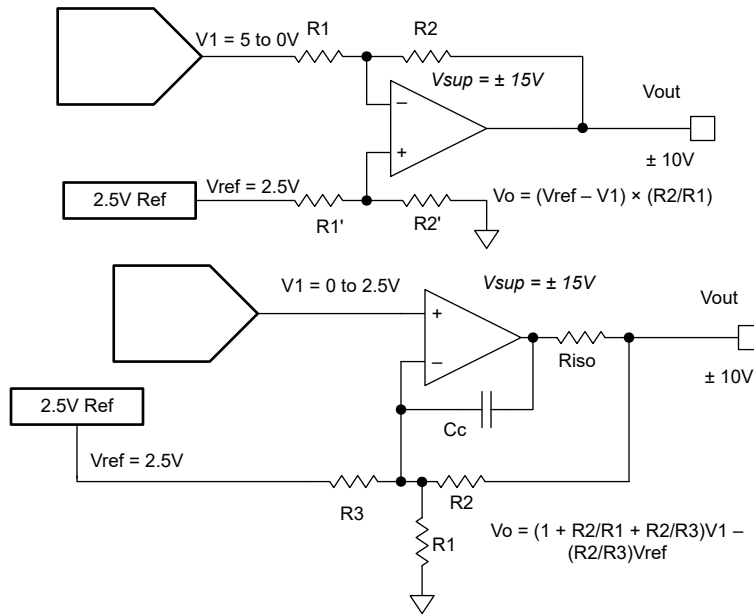 V1 = 5 to 0V
R1
R2
Vsup = ± 15V
Vout
–
+
± 10V
2.5V Ref
Vref = 2.5V
R1'
R2'
Vo = (Vref – V1) × (R2/R1)
V1 = 0 to 2.5V
Vsup = ± 15V
Vout
+
–
Riso
± 10V
2.5V Ref
Cc
Vref = 2.5V
R3
R2
R1
Vo = (1 + R2/R1 + R2/R3)V1 –
(R2/R3)Vref